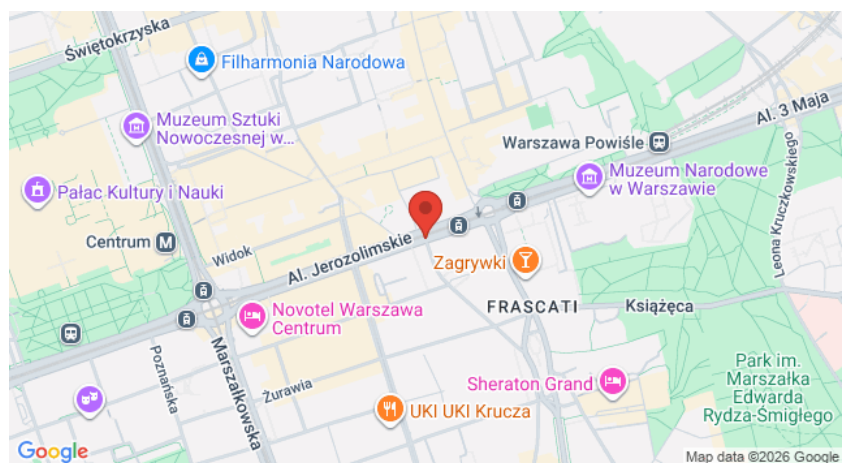 Świętokrzyska
Filharmonia Narodowa
Al. 3 Maja
Muzeum Sztuki
Nowoczesnej w...
Warszawa Powiśle
Leona Kruczkowskiego
Muzeum Narodowe
w Warszawie
Pałac Kultury i Nauki
Centrum M
Widok
Al. Jerozolimskie
Zagrywki
FRASCATI
Książęca
Novotel Warszawa
Centrum
Marszałkowska
Poznańska
Żurawia
Sheraton Grand
Park im.
Marszałka
Edwarda
Rydza-Śmigłego
UKI UKI Krucza
Google
Map data ©2026 Google